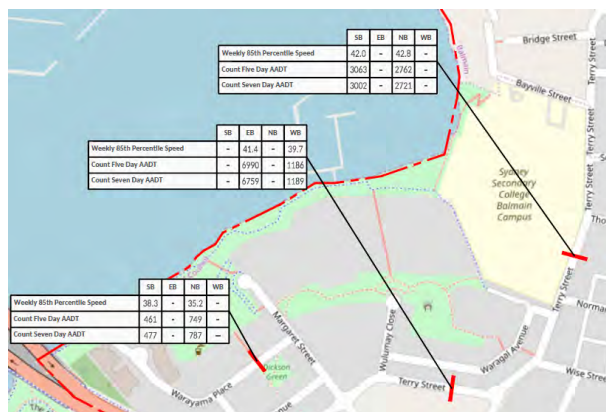 SB EB NB WB
Weekly 85th Percentile Speed 42.0 - 42.8 -
Count Five Day AADT 3063 - 2762 -
Count Seven Day AADT 3002 - 2721 -
Bridge Street
Balmain
Bayville Street
Terry Street
Terry Street
SB EB NB WB
Weekly 85th Percentile Speed - 41.4 - 39.7
Count Five Day AADT - 6990 - 1186
Count Seven Day AADT - 6759 - 1189
Sydney
Secondary
College
Balmain
Campus
Terry Street
SB EB NB WB
Weekly 85th Percentile Speed 38.3 - 35.2 -
Count Five Day AADT 461 - 749 -
Count Seven Day AADT 477 - 787 -
Margaret Street
Wulumay Close
Waragal Avenue
Norman
Wise Street
Dickson
Green
Warayama Place
Terry Street